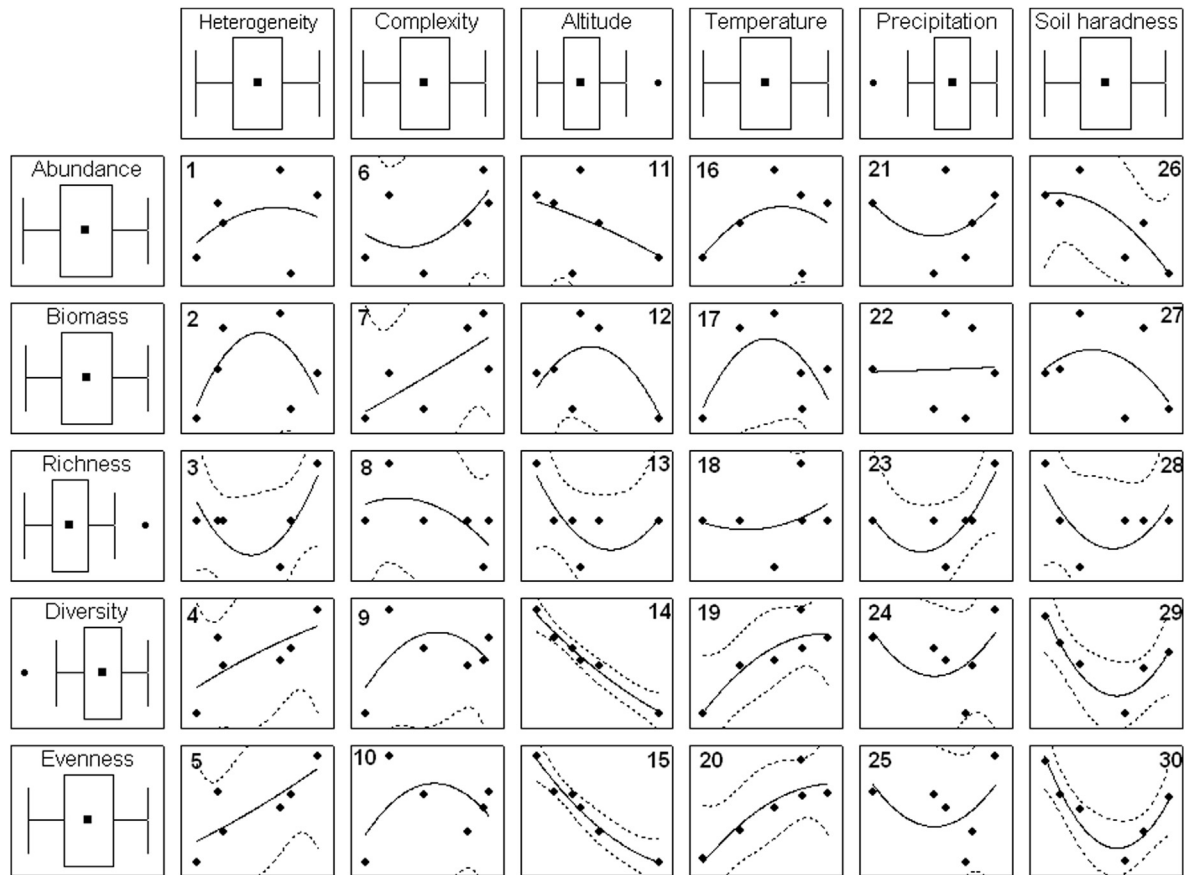 Heterogeneity Complexity Altitude Temperature Precipitation Soil haradness
Abundance 1 6 11 16 21 26
Biomass 2 7 12 17 22 27
Richness 3 8 13 18 23 28
Diversity 4 9 14 19 24 29
Evenness 5 10 15 20 25 30